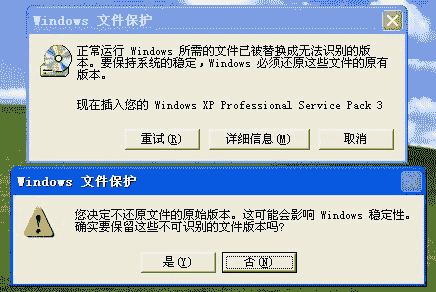 Windows 文件保护
正常运行 Windows 所需的文件已被替换成无法识别的版
本。要保持系统的稳定，Windows 必须还原这些文件的原有
版本。
现在插入您的 Windows XP Professional Service Pack 3
重试(R) 详细信息(M) 取消
Windows 文件保护
您决定不还原文件的原始版本。这可能会影响 Windows 稳定性。
确实要保留这些不可识别的文件版本吗?
是(Y) 否(N)